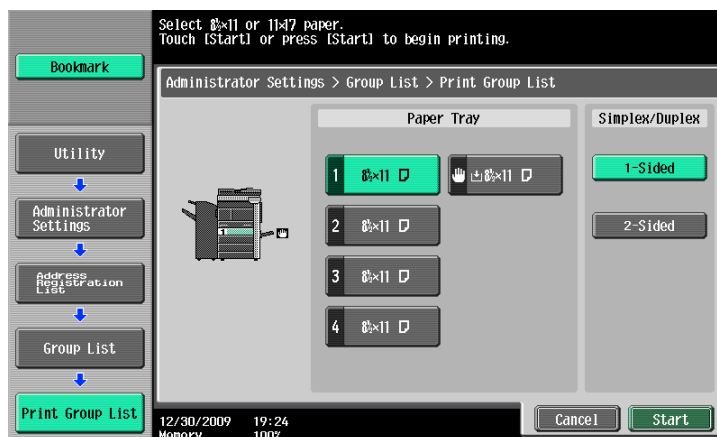 Select 8½×11 or 11×17 paper.
Touch [Start] or press [Start] to begin printing.
Bookmark
Administrator Settings > Group List > Print Group List
Utility
Administrator
Settings
Address
Registration
List
Group List
Print Group List
Paper Tray
Simplex/Duplex
1 8½×11
8½×11
1-Sided
2 8½×11
2-Sided
3 8½×11
4 8½×11
1
12/30/2009 19:24
Memory 100%
Cancel
Start